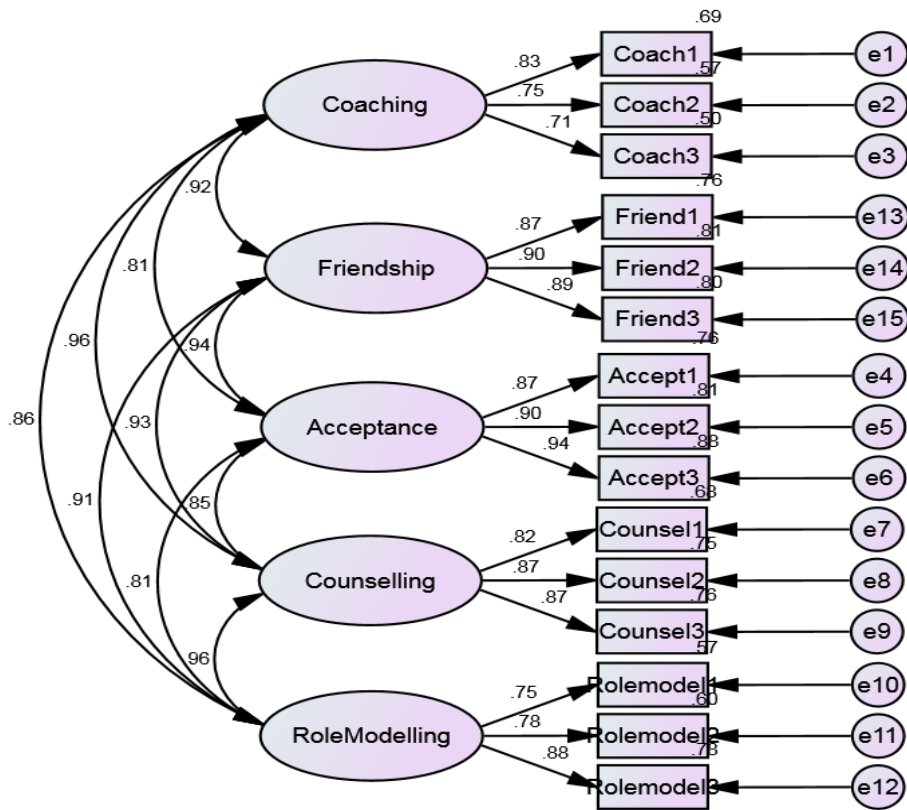 .69
.83 Coach1 e1
.57
Coaching .75 Coach2 e2
.50
.71 Coach3 e3
.76
.92
.87 Friend1 e13
.81
Friendship .90 Friend2 e14
.81 .80
.89 Friend3 e15
.76
.96 .94
.87 Accept1 e4
.81
.86 .93 Acceptance .90 Accept2 e5
.88
.94 Accept3 e6
.68
.91 .85
.82 Counsel1 e7
.75
.81 Counselling .87 Counsel2 e8
.76
.87 Counsel3 e9
.57
.96
.75 Rolemodel1 e10
.60
RoleModelling .78 Rolemodel2 e11
.78
.88 Rolemodel3 e12